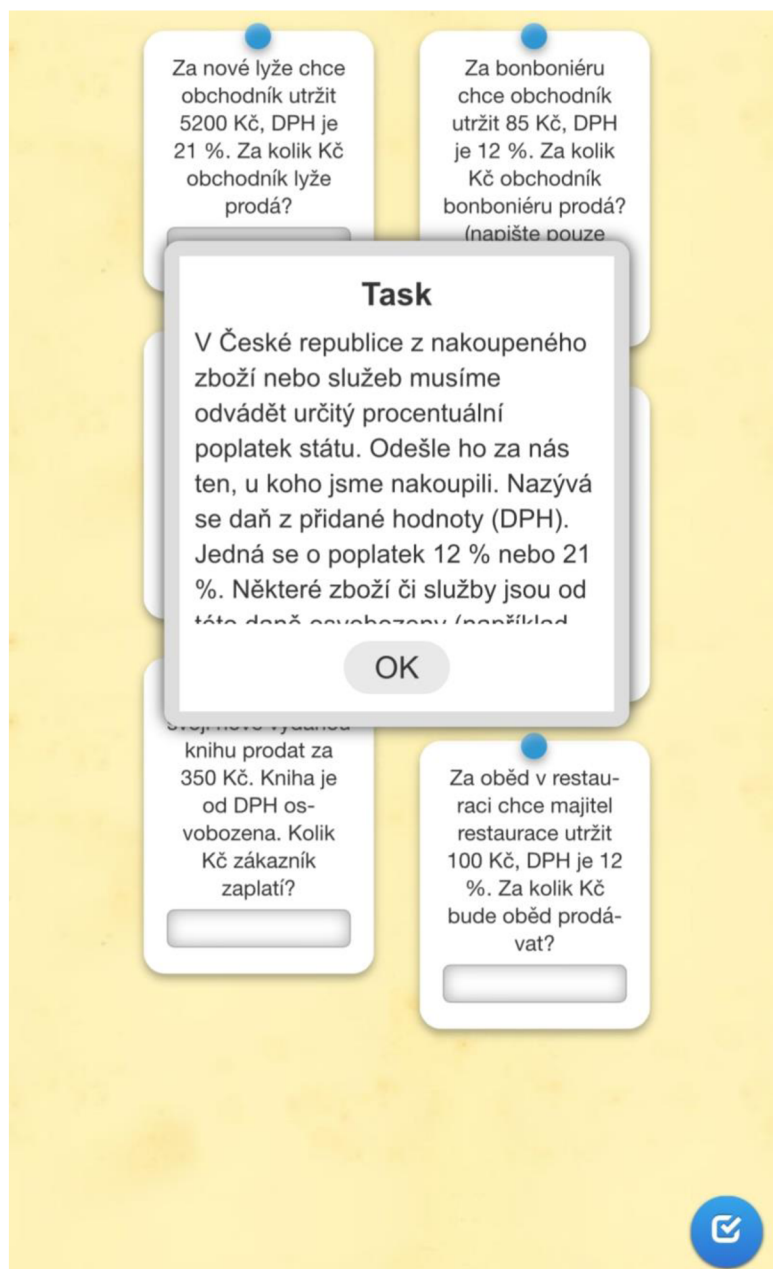 Za nové lyže chce
obchodník utržit
5200 Kč, DPH je
21 %. Za kolik Kč
obchodník lyže
prodá?
Za bonboniéru
chce obchodník
utržit 85 Kč, DPH
je 12 %. Za kolik
Kč obchodník
bonboniéru prodá?
(napište pouze
Task
V České republice z nakoupeného
zboží nebo služeb musíme
odvádět určitý procentuální
poplatek státu. Odešle ho za nás
ten, u koho jsme nakoupili. Nazývá
se daň z přidané hodnoty (DPH).
Jedná se o poplatek 12 % nebo 21
%. Některé zboží či služby jsou od
této daně osvobozeny (například
OK
knihu prodat za
350 Kč. Kniha je
od DPH os-
vobozena. Kolik
Kč zákazník
zaplatí?
Za oběd v restau-
raci chce majitel
restaurace utržit
100 Kč, DPH je 12
%. Za kolik Kč
bude oběd prodá-
vat?